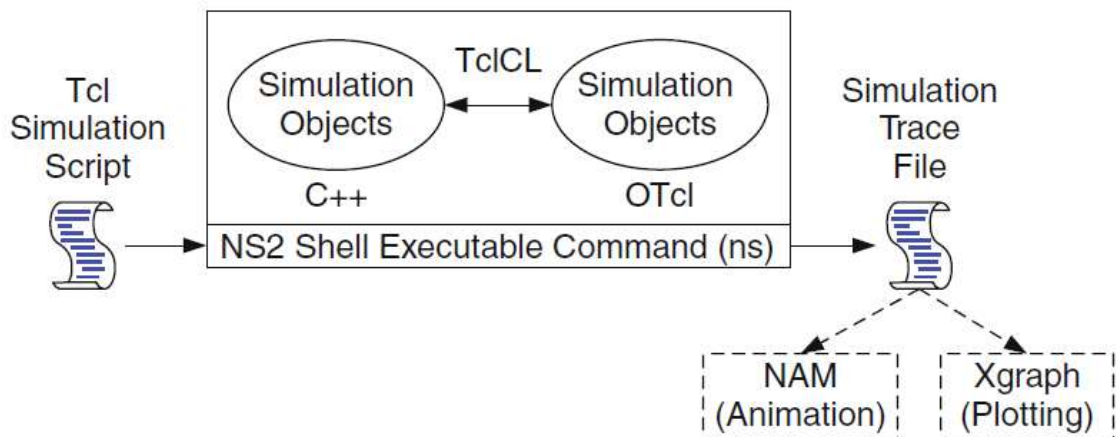 Tcl
Simulation
Script
TclCL
Simulation
Objects
Simulation
Objects
C++
OTcl
NS2 Shell Executable Command (ns)
Simulation
Trace
File
NAM
(Animation)
Xgraph
(Plotting)